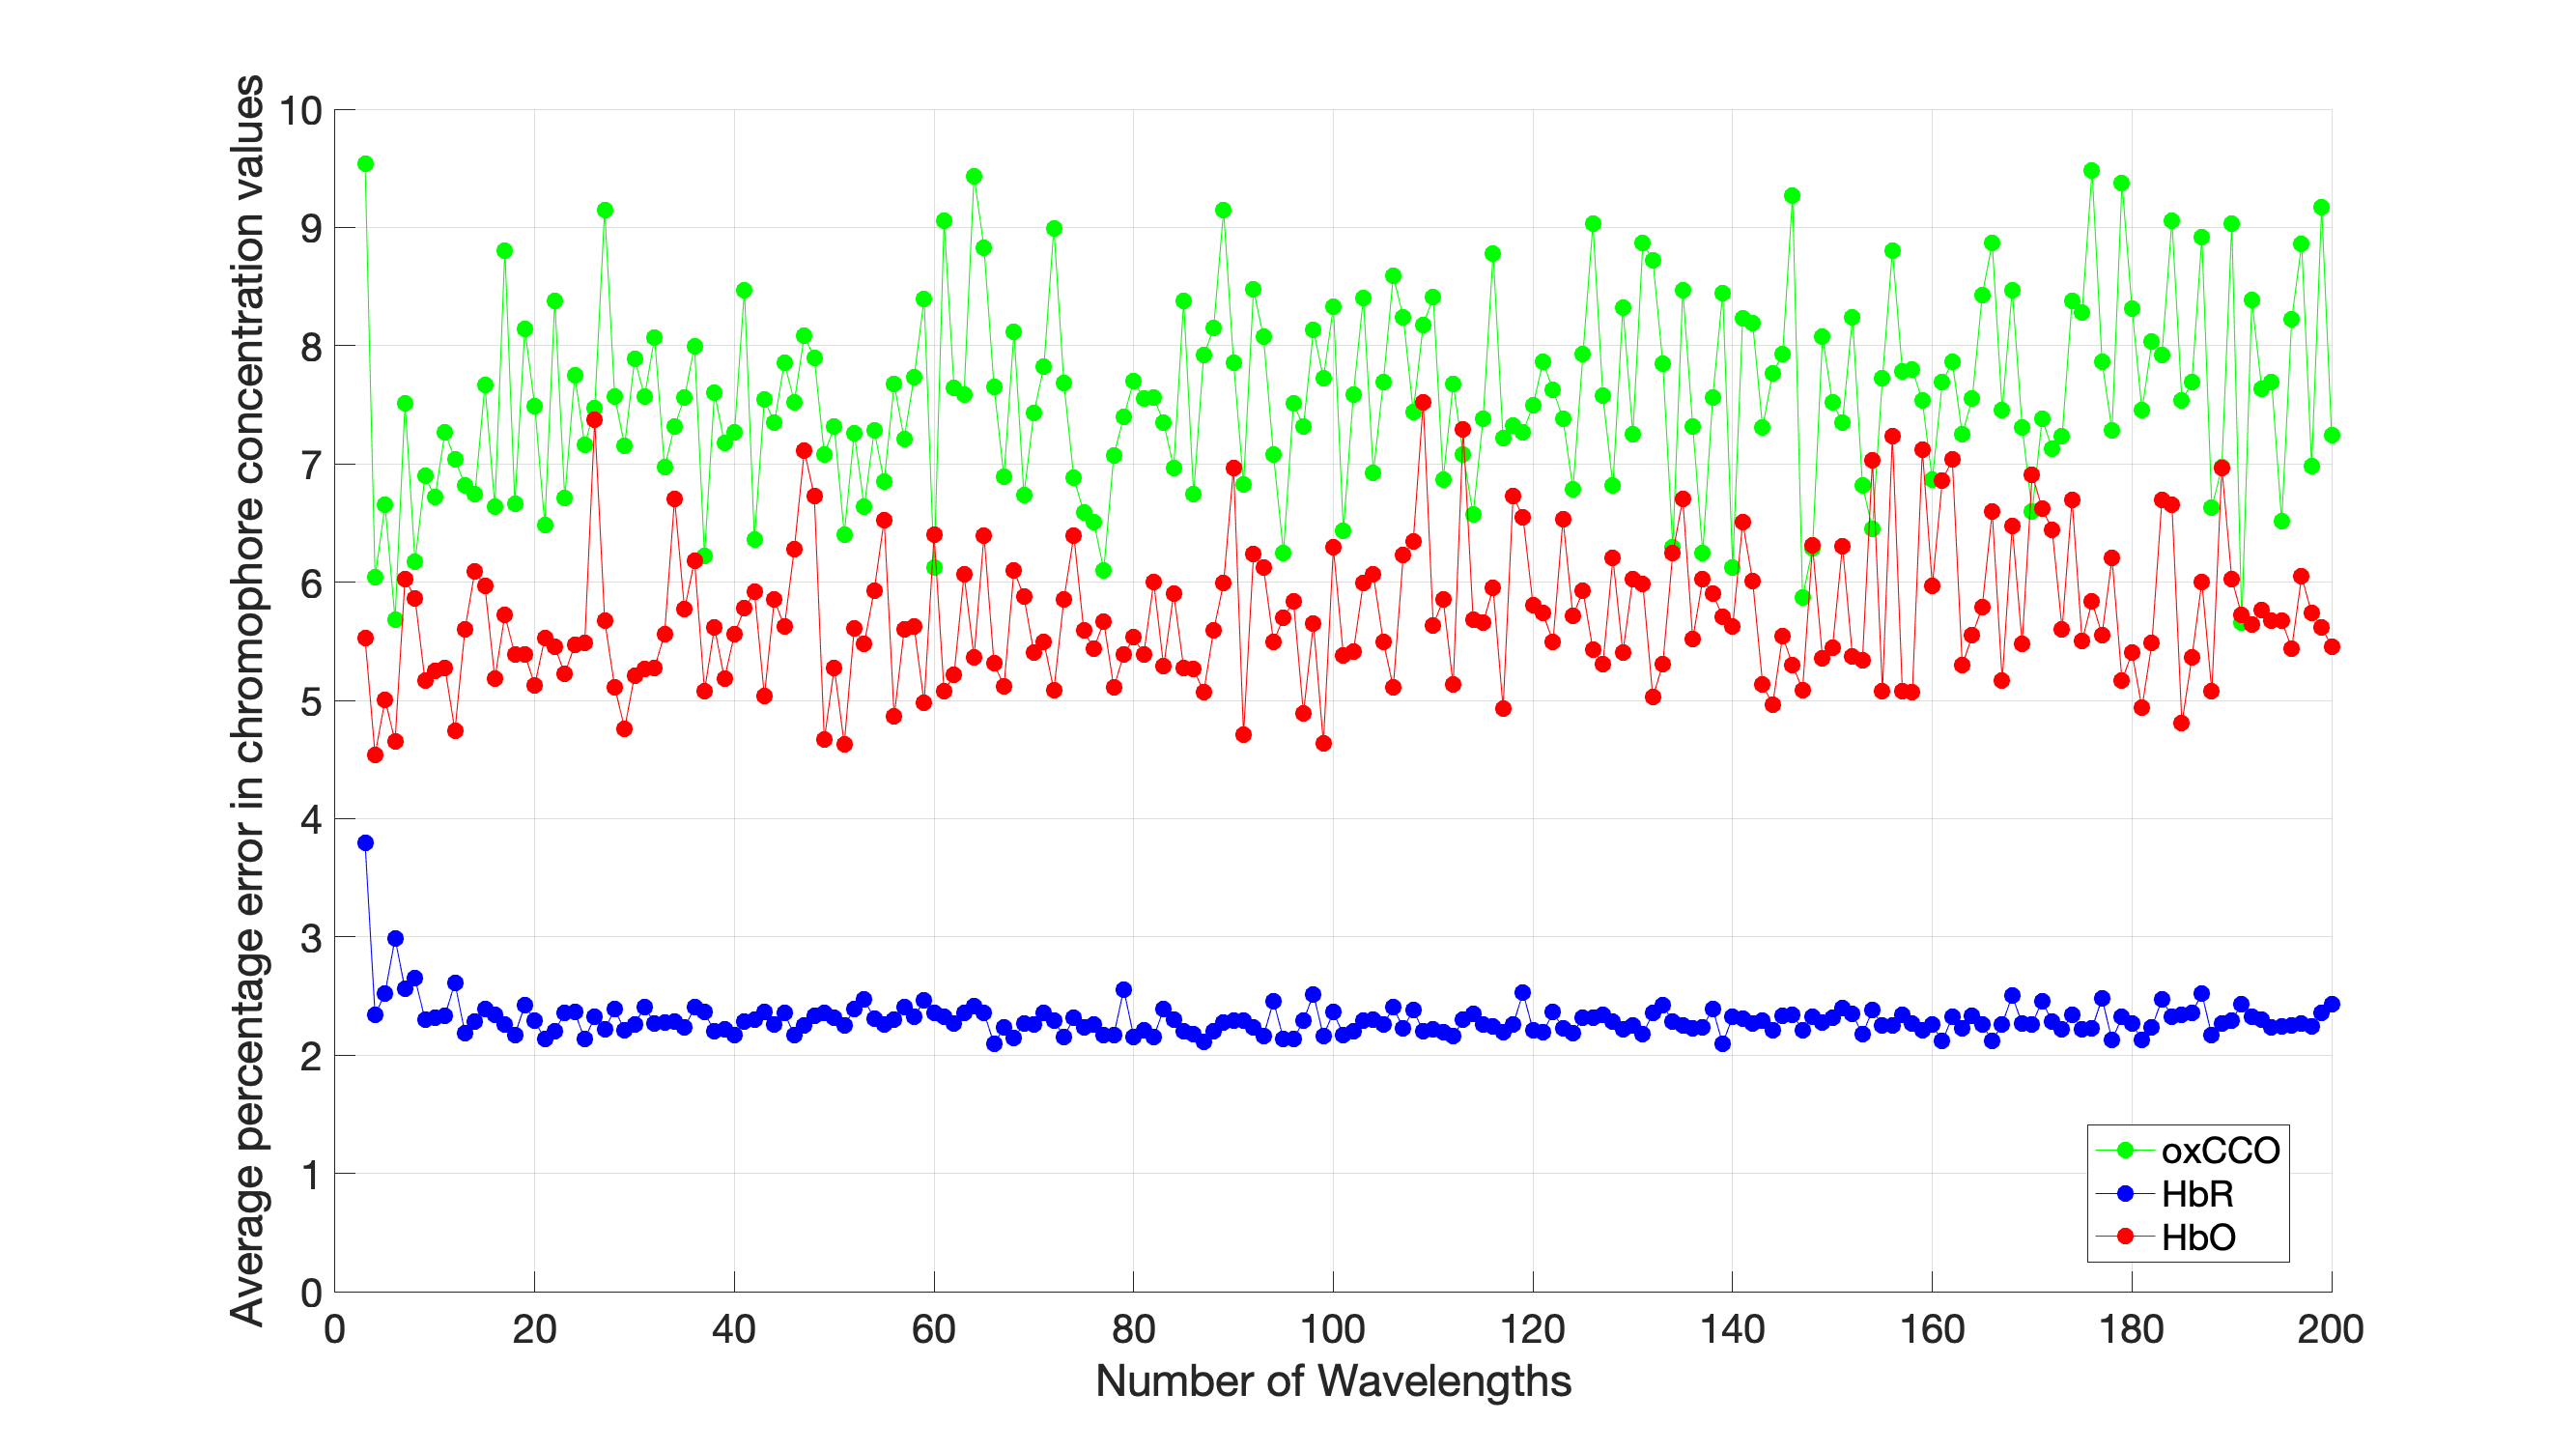 Average percentage error in chromophore concentration values
10
9
8
7
6
5
4
3
2
1
0
0 20 40 60 80 100 120 140 160 180 200
Number of Wavelengths
oxCCO
HbR
HbO